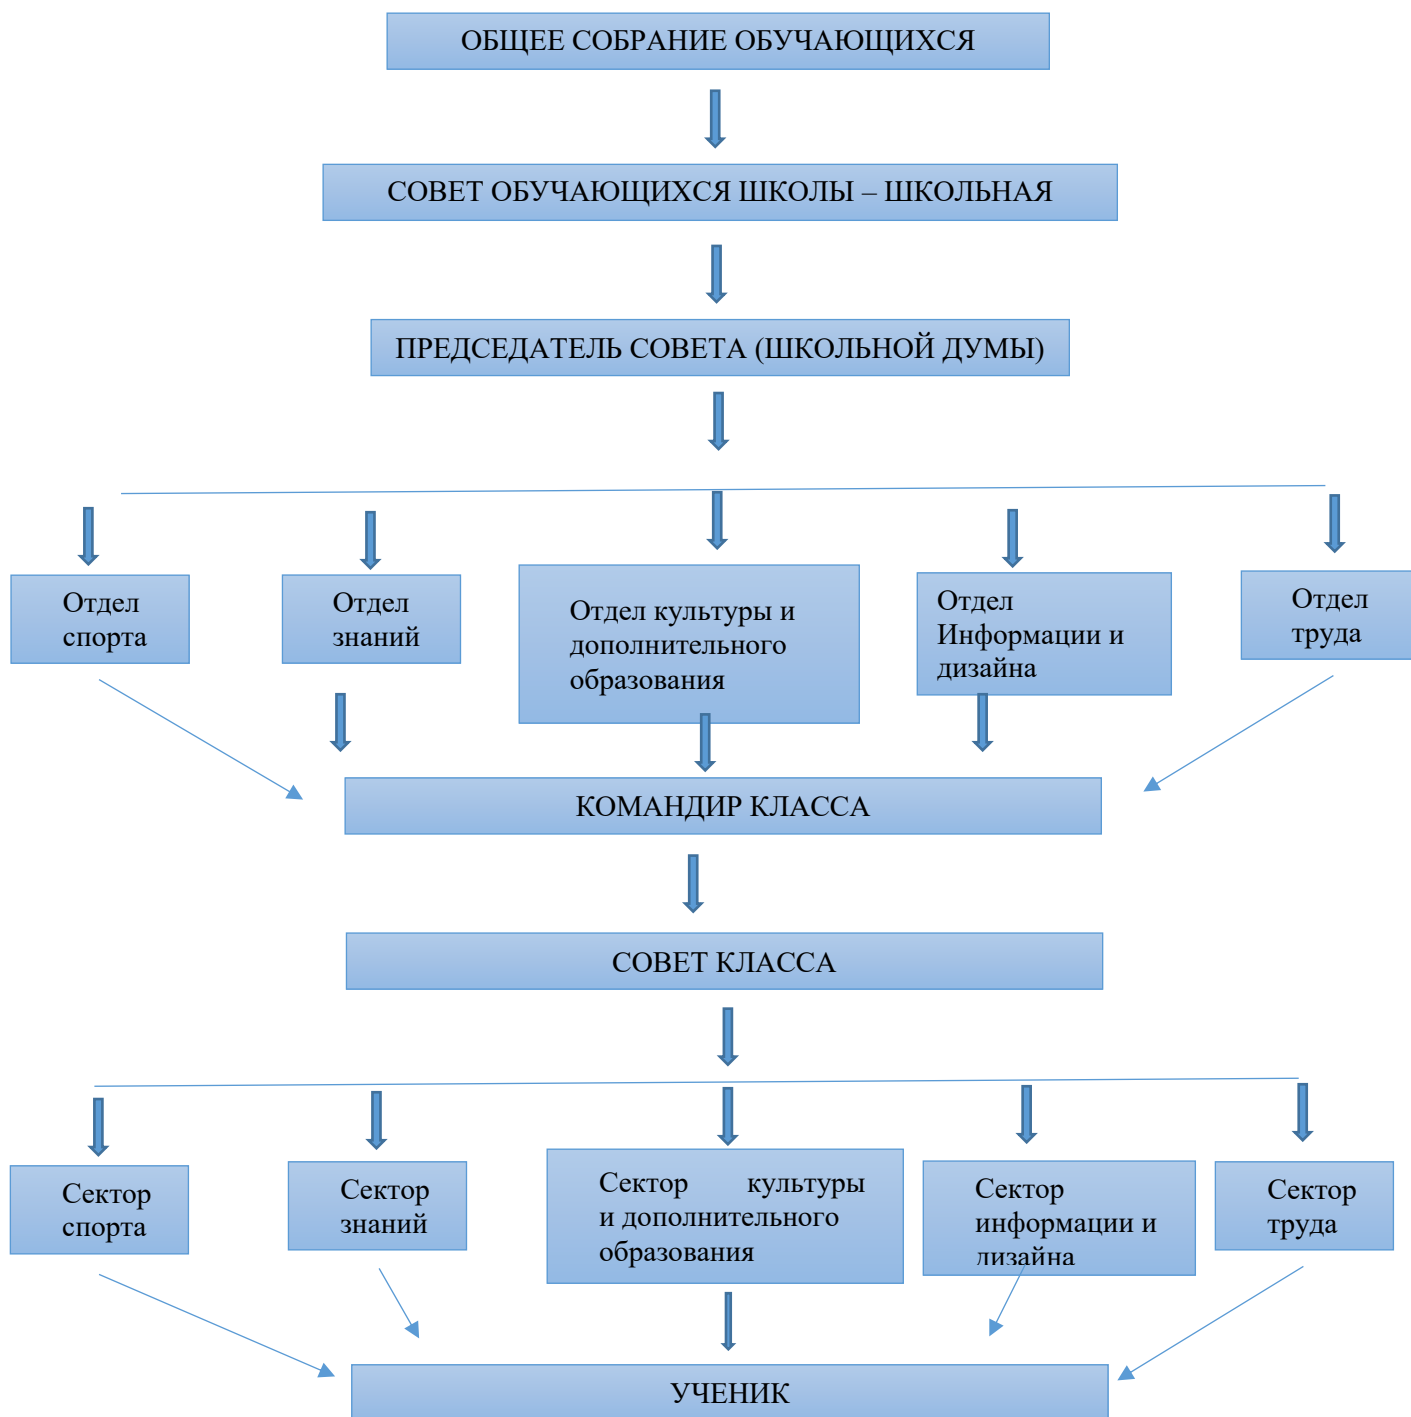 ОБЩЕЕ СОБРАНИЕ ОБУЧАЮЩИХСЯ
СОВЕТ ОБУЧАЮЩИХСЯ ШКОЛЫ – ШКОЛЬНАЯ
ПРЕДСЕДАТЕЛЬ СОВЕТА (ШКОЛЬНОЙ ДУМЫ)
Отдел
спорта
Отдел
знаний
Отдел культуры и
дополнительного
образования
Отдел
Информации и
дизайна
Отдел
труда
КОМАНДИР КЛАССА
СОВЕТ КЛАССА
Сектор
спорта
Сектор
знаний
Сектор культуры
и дополнительного
образования
Сектор
информации и
дизайна
Сектор
труда
УЧЕНИК